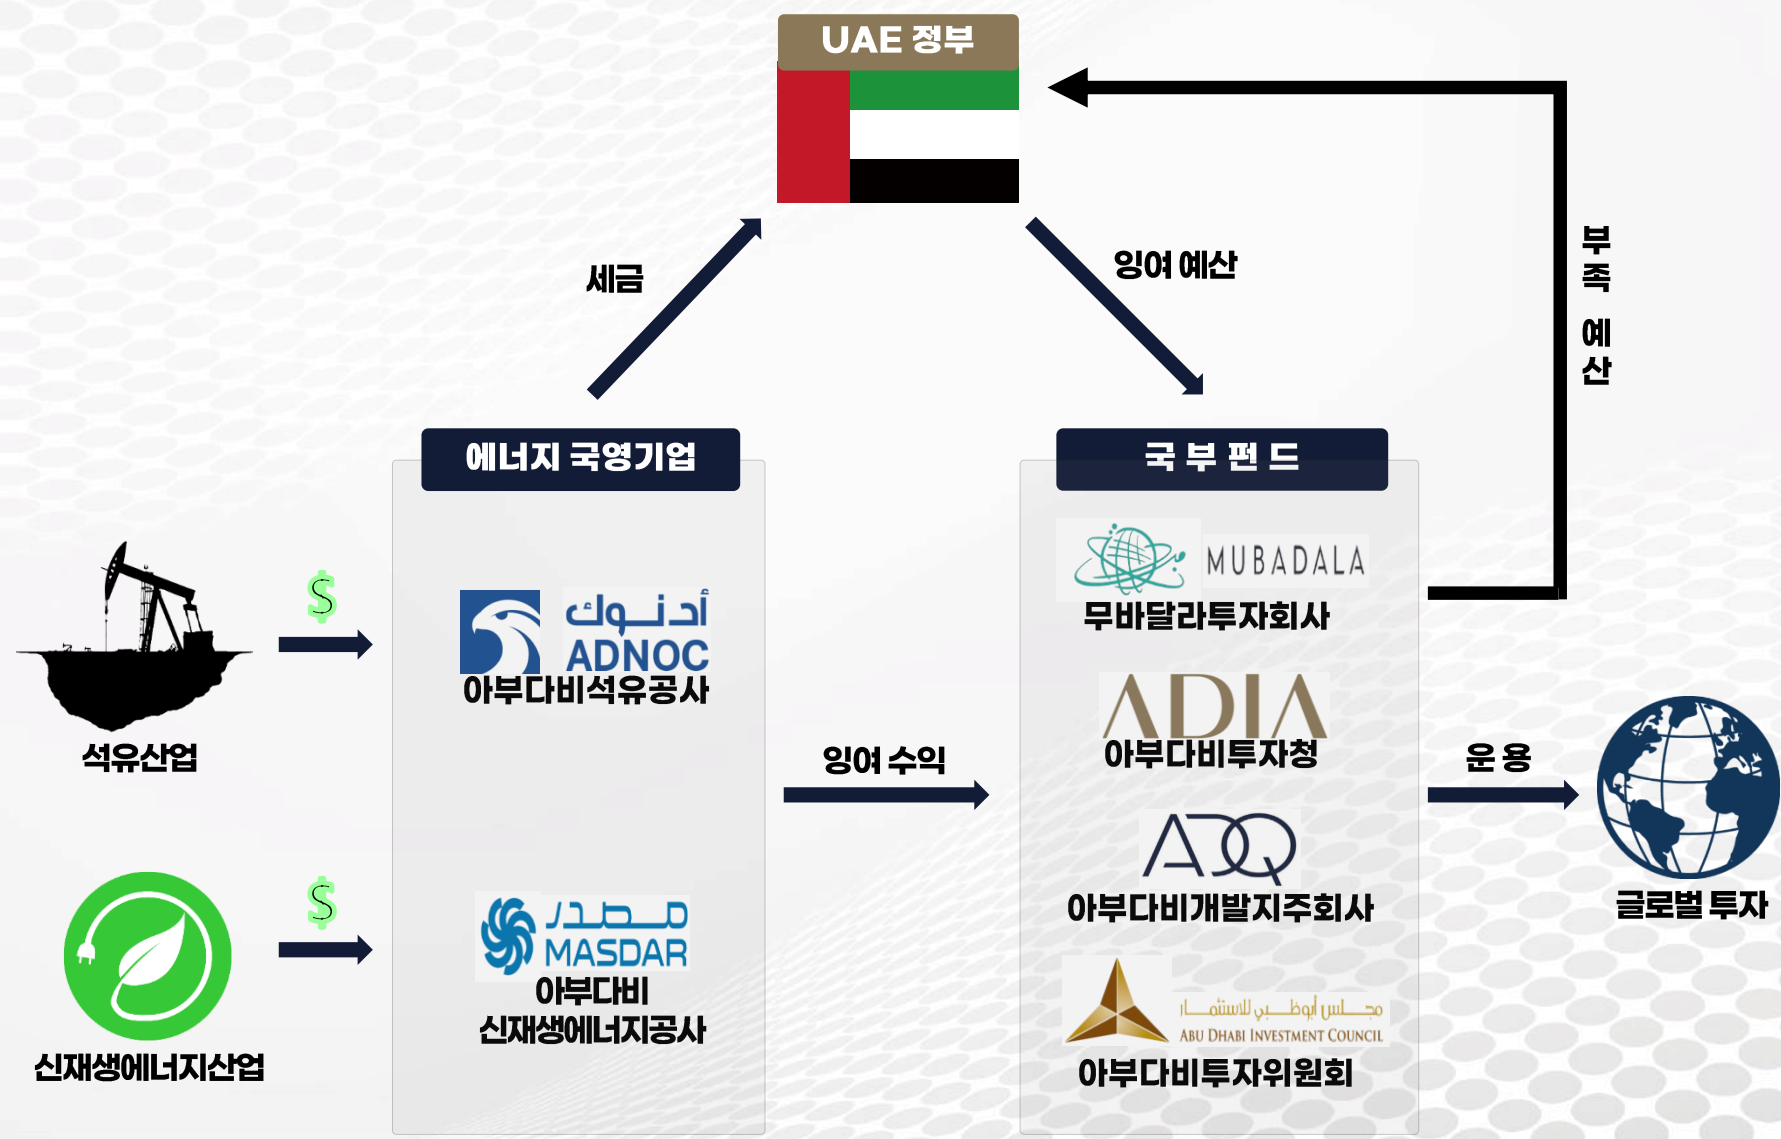 UAE 정부
세금
잉여 예산
부족 예산
에너지 국영기업
국부펀드
$
أدنوك
ADNOC
아부다비석유공사
석유산업
MUBADALA
무바달라투자회사
ADIA
아부다비투자청
잉여 수익
운용
$
ADQ
아부다비개발지주회사
글로벌 투자
مصدر
MASDAR
아부다비
신재생에너지공사
신재생에너지산업
مجلس أبوظبي للاستثمار
ABU DHABI INVESTMENT COUNCIL
아부다비투자위원회